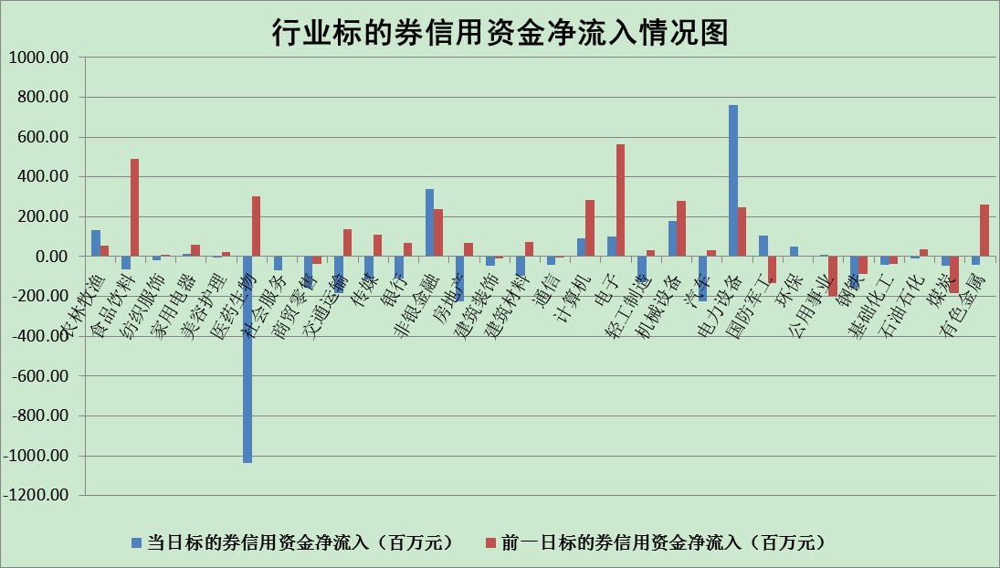 行业标的券信用资金净流入情况图
1000.00
800.00
600.00
400.00
200.00
0.00
-200.00
-400.00
-600.00
-800.00
-1000.00
-1200.00
农林牧渔
食品饮料
纺织服饰
家用电器
美容护理
医药生物
社会服务
商贸零售
交通运输
传媒
银行
非银金融
房地产
建筑装饰
建筑材料
通信
计算机
电子
轻工制造
机械设备
汽车
电力设备
国防军工
环保
公用事业
钢铁
基础化工
石油石化
煤炭
有色金属
当日标的券信用资金净流入（百万元）
前一日标的券信用资金净流入（百万元）